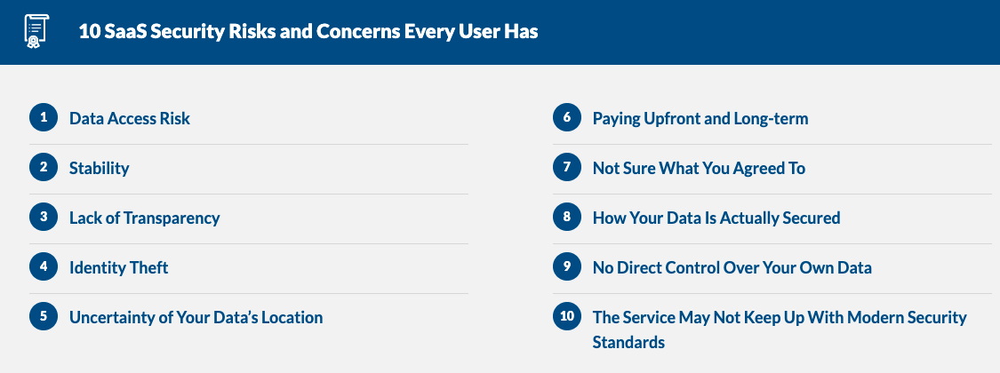 10 SaaS Security Risks and Concerns Every User Has
1 Data Access Risk
2 Stability
3 Lack of Transparency
4 Identity Theft
5 Uncertainty of Your Data’s Location
6 Paying Upfront and Long-term
7 Not Sure What You Agreed To
8 How Your Data Is Actually Secured
9 No Direct Control Over Your Own Data
10 The Service May Not Keep Up With Modern Security
Standards